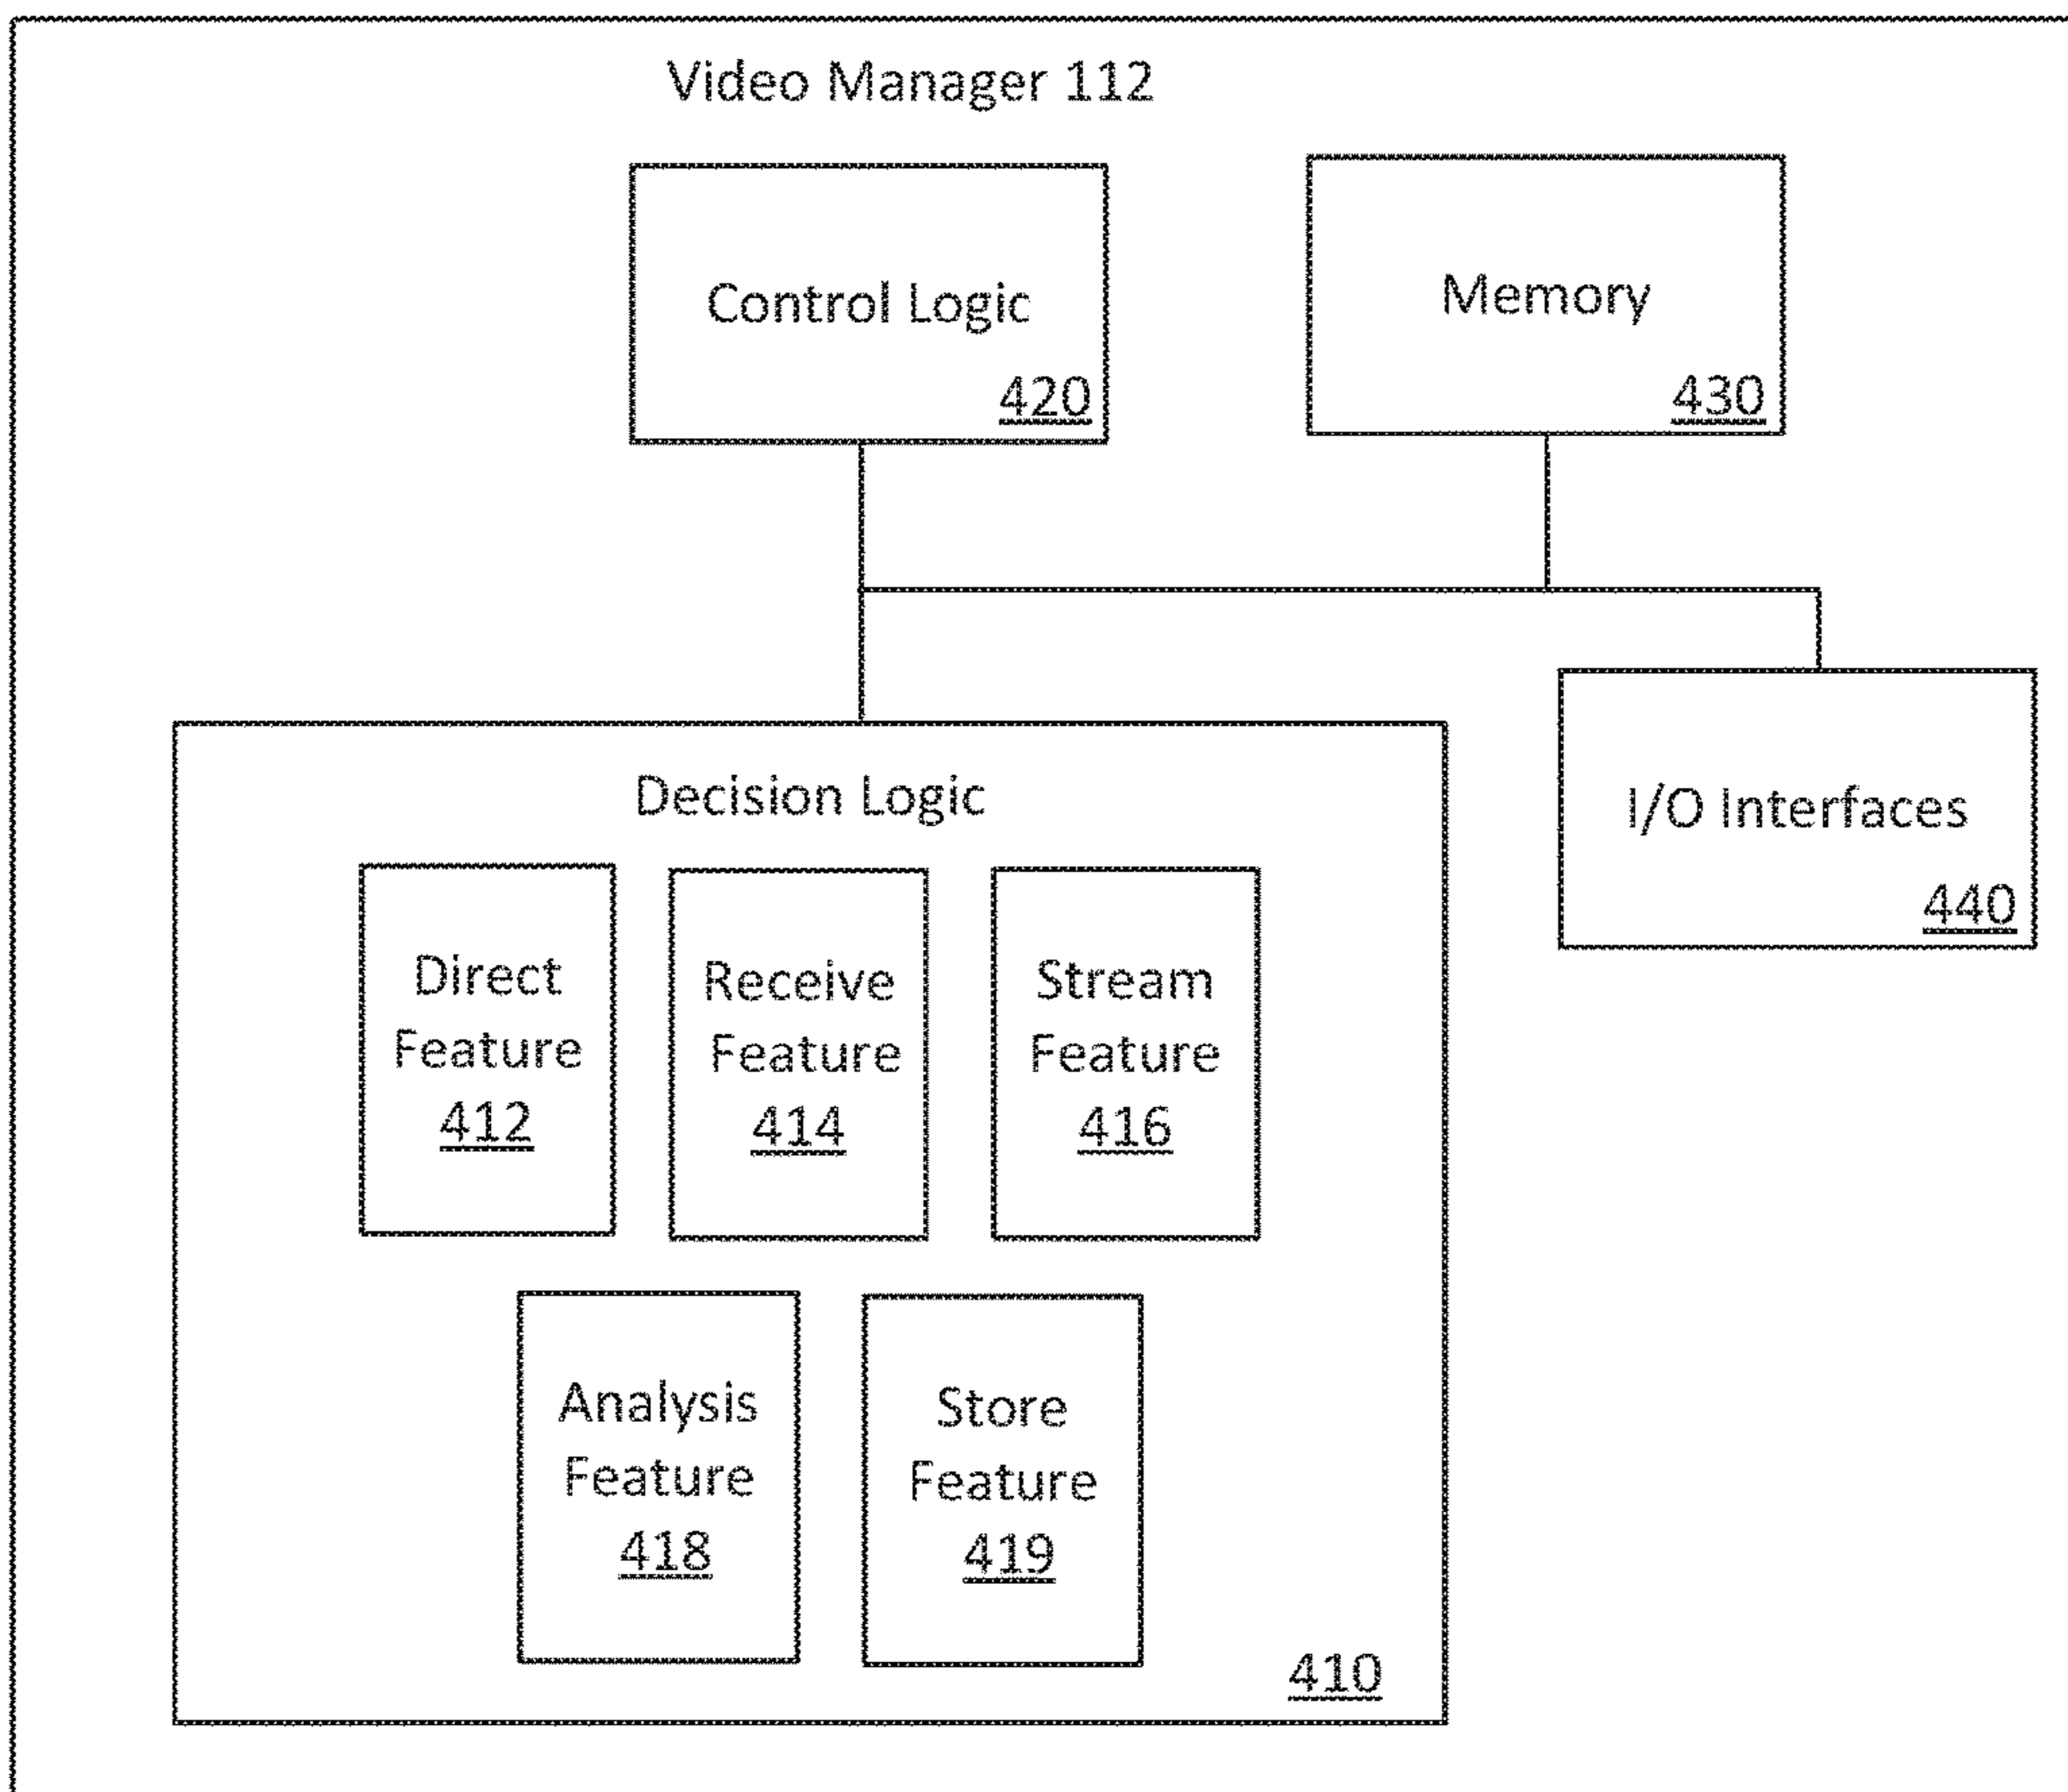 Video Manager 112
Control Logic
420
Memory
430
I/O Interfaces
440
Decision Logic
Direct
Feature
412
Receive
Feature
414
Stream
Feature
416
Analysis
Feature
418
Store
Feature
419
410